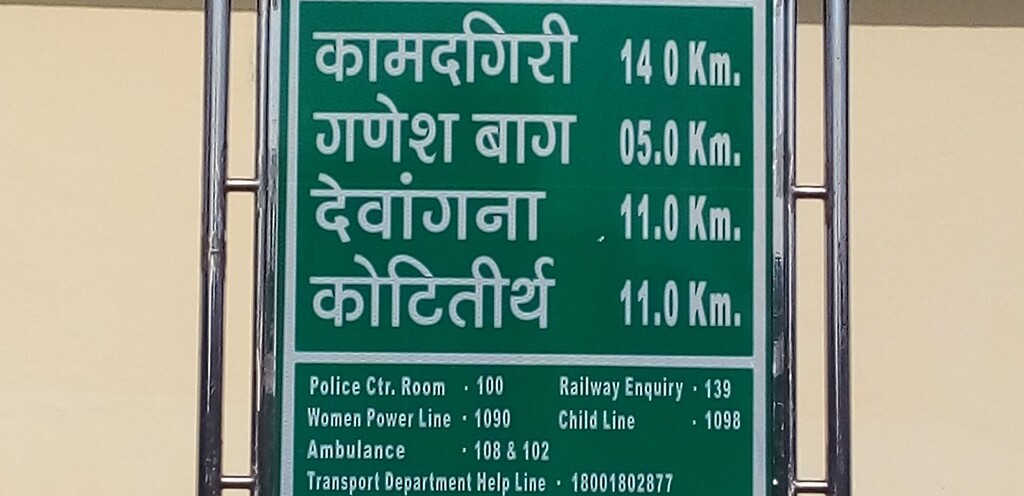 कामदगिरी 14 0 Km.
गणेश बाग 05.0 Km.
देवांगना 11.0 Km.
कोटितीर्थ 11.0 Km.
Police Ctr. Room · 100 Railway Enquiry · 139
Women Power Line · 1090 Child Line · 1098
Ambulance · 108 & 102
Transport Department Help Line · 18001802877